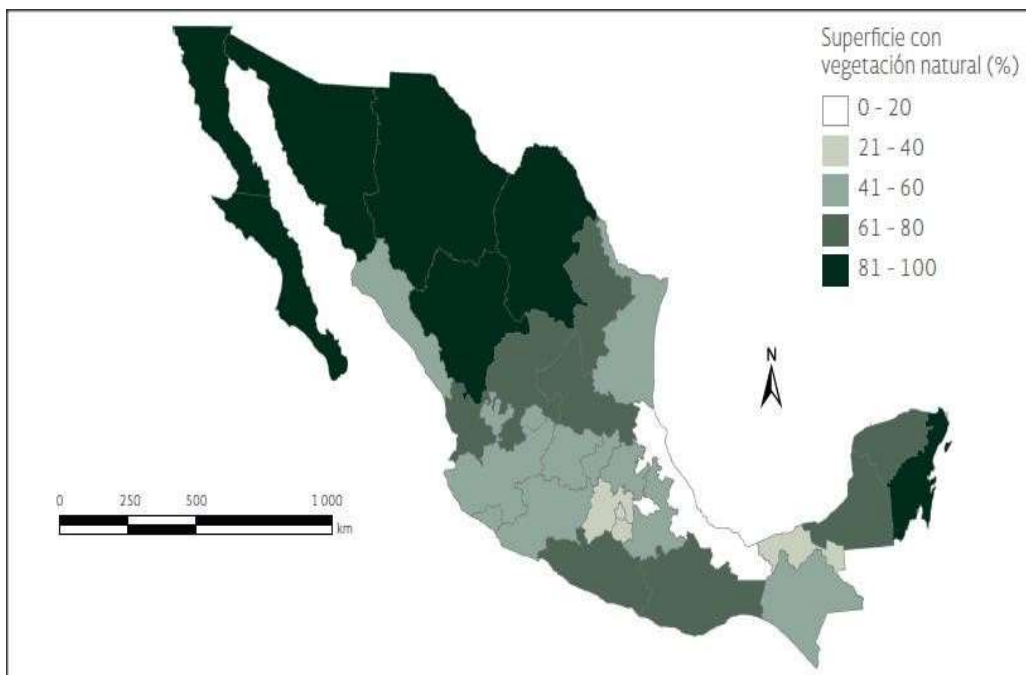 Superficie con
vegetación natural (%)
0 - 20
21 - 40
41 - 60
61 - 80
81 - 100
N
0 250 500 1 000
km